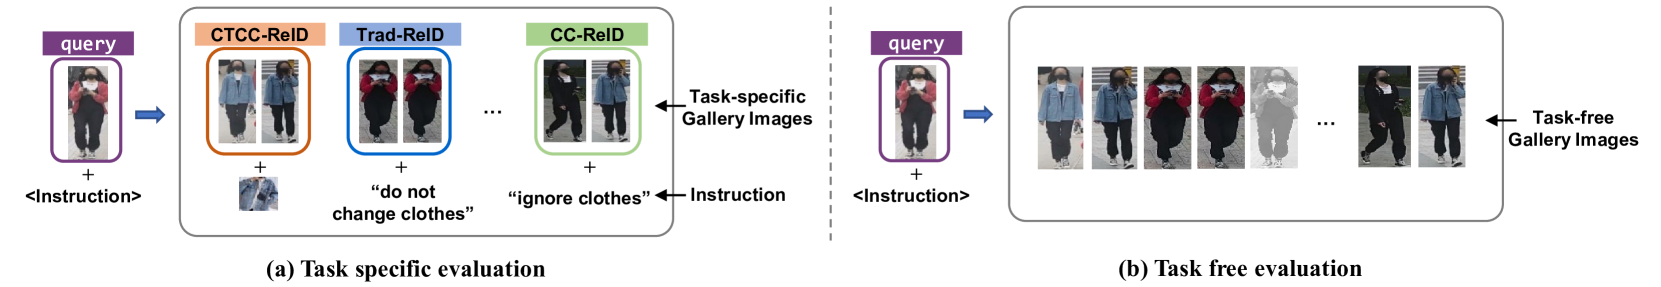 query
+
<Instruction>
CTCC-ReID
Trad-ReID
CC-ReID
...
+
+
+
“do not
change clothes”
“ignore clothes”
Task-specific
Gallery Images
Instruction
(a) Task specific evaluation
query
+
<Instruction>
...
Task-free
Gallery Images
(b) Task free evaluation